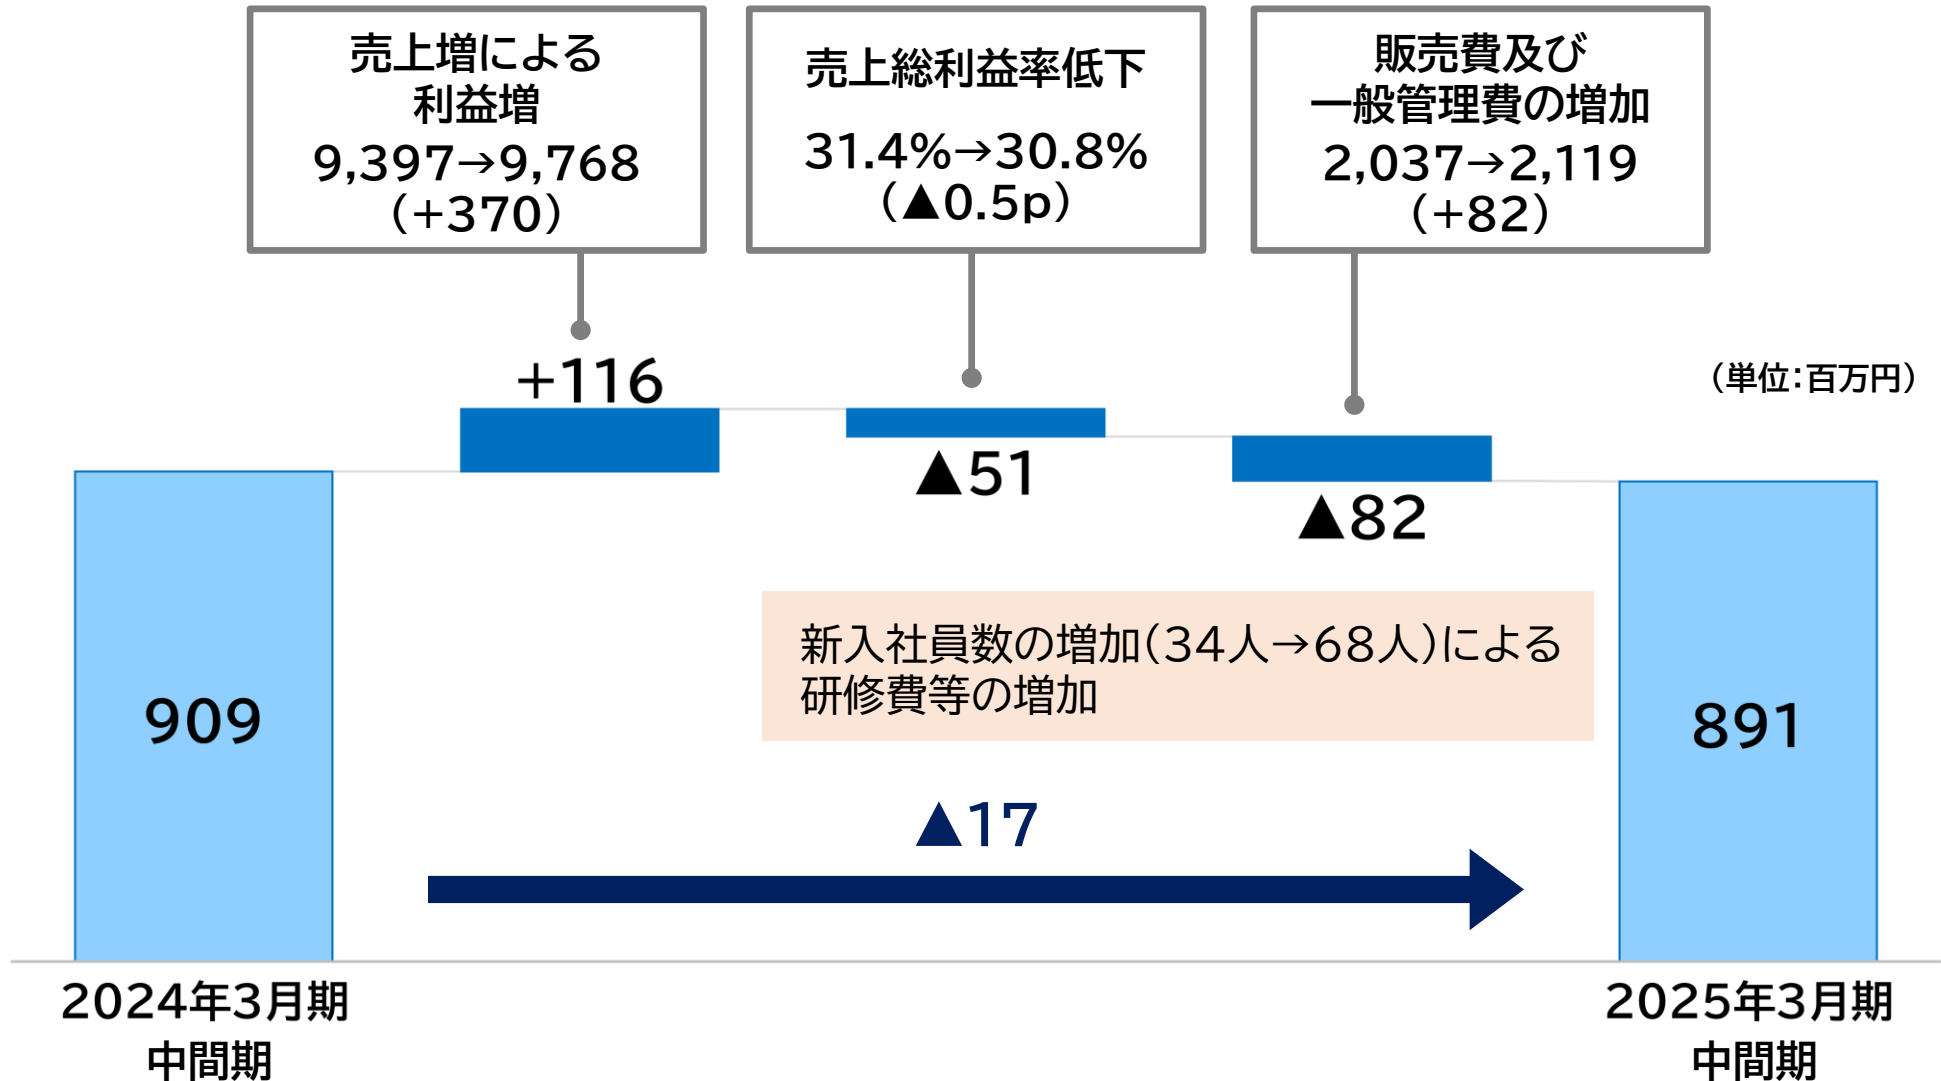 売上増による
利益増
9,397→9,768
(+370)
売上総利益率低下
31.4%→30.8%
(▲0.5p)
販売費及び
一般管理費の増加
2,037→2,119
(+82)
(単位:百万円)
+116
▲51
▲82
新入社員数の増加(34人→68人)による
研修費等の増加
909
891
▲17
2024年3月期
中間期
2025年3月期
中間期